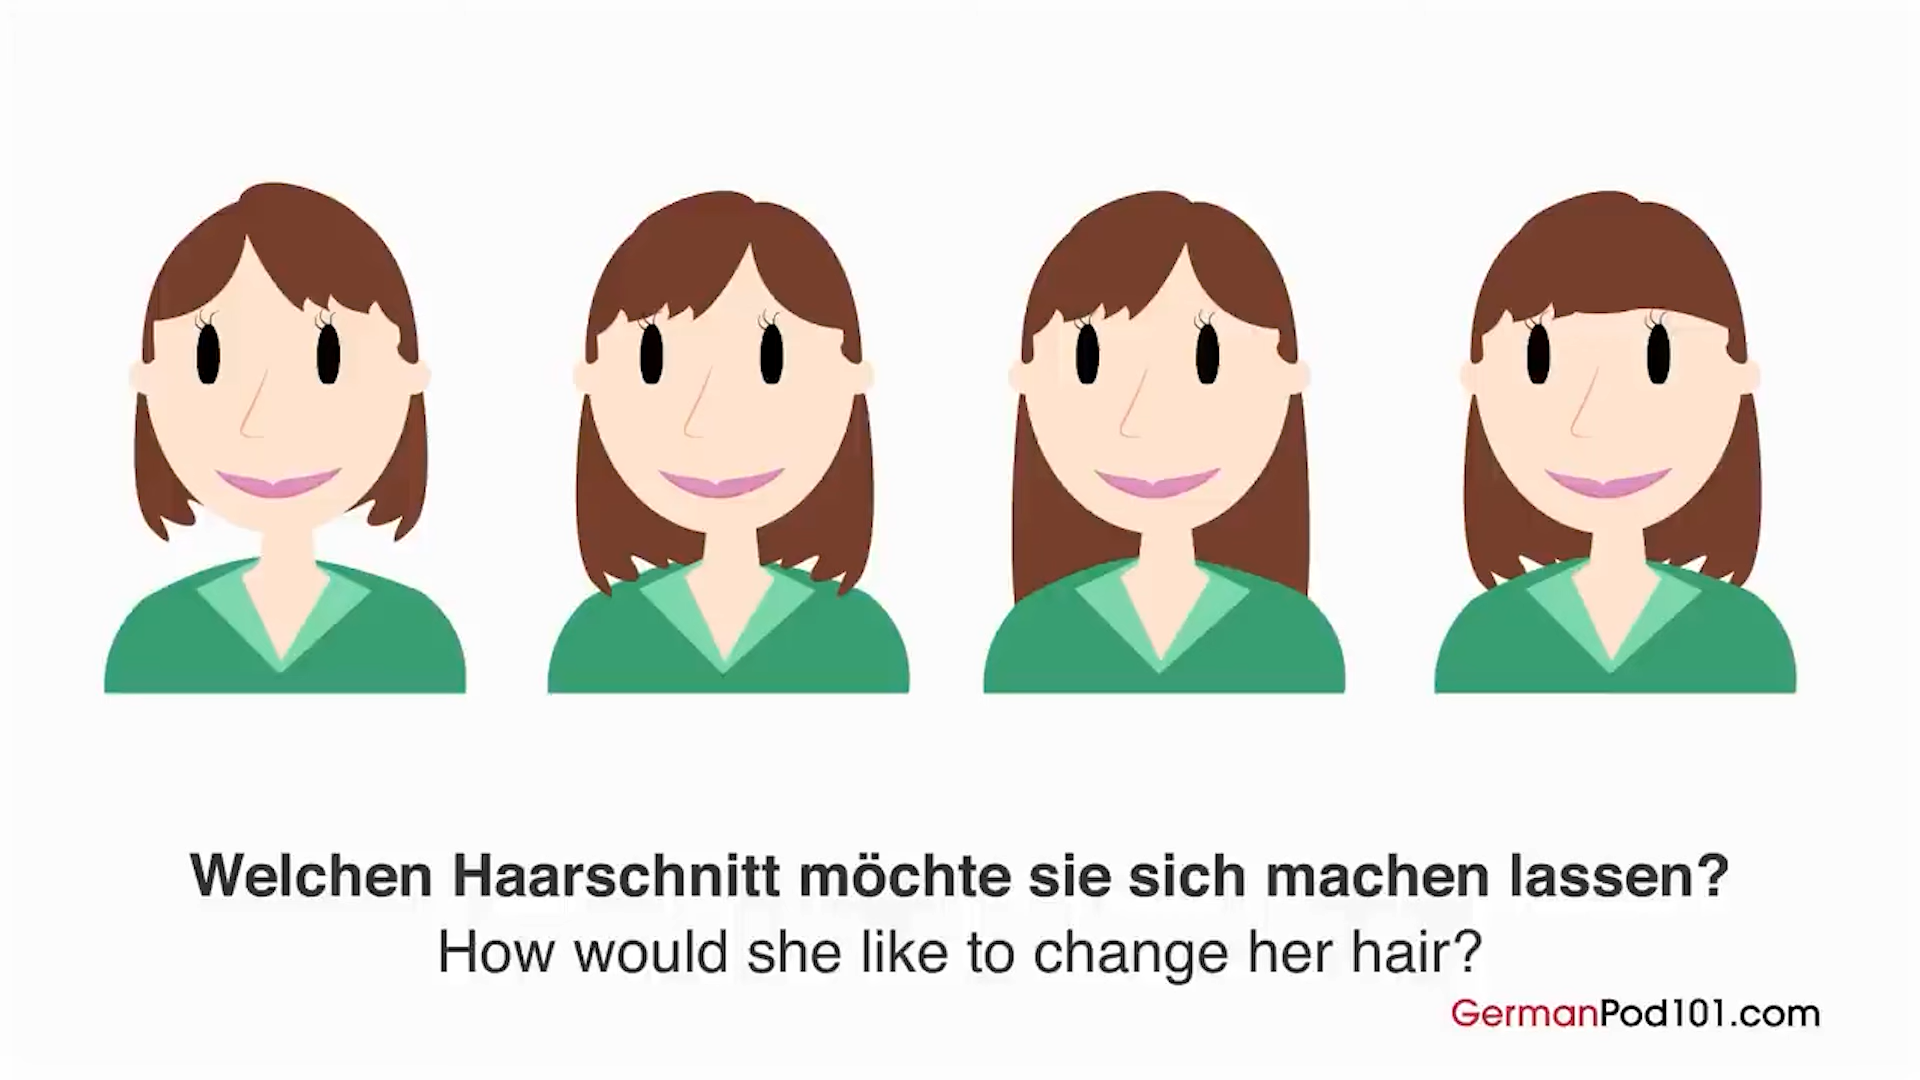 Welchen Haarschnitt möchte sie sich machen lassen?
How would she like to change her hair?
GermanPod101.com